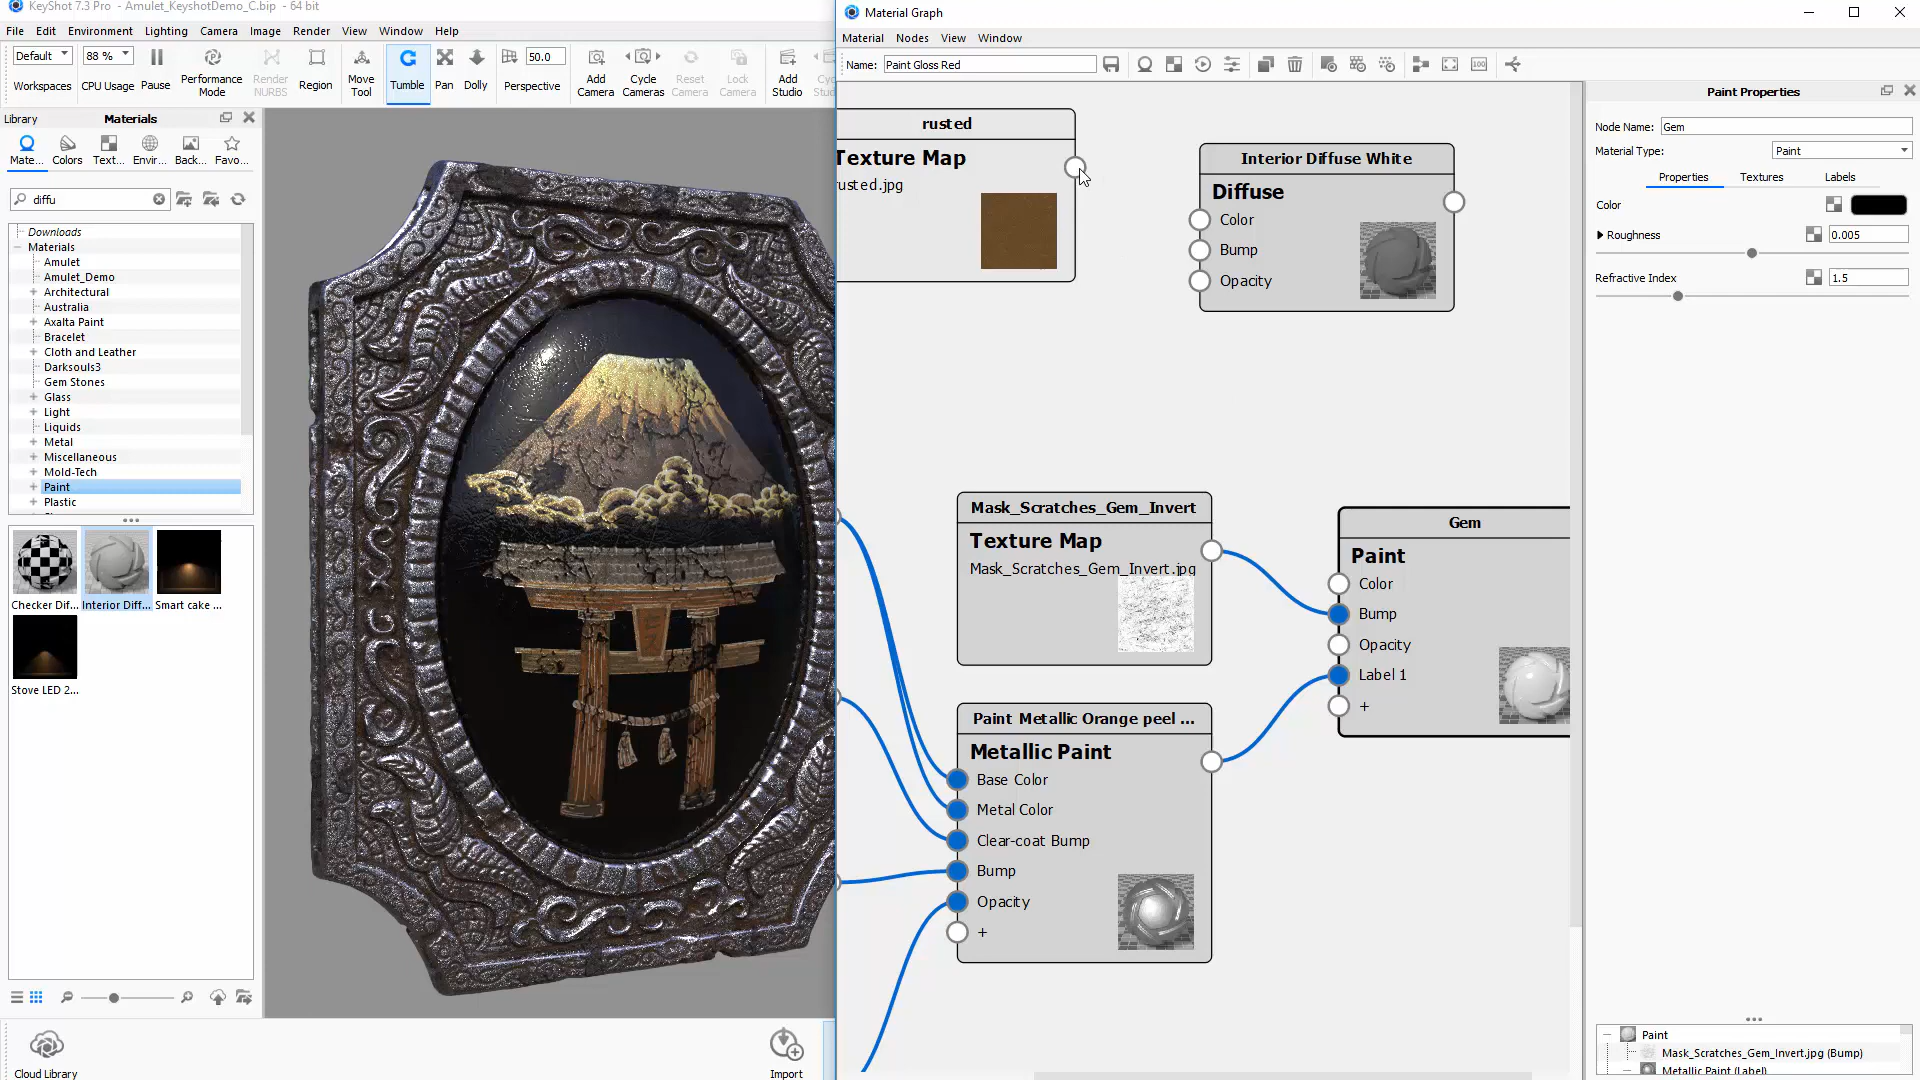 KeyShot 7.3 Pro - Amulet_KeyshotDemo_C.bip - 64 bit
File Edit Environment Lighting Camera Image Render View Window Help
Default
88 %
50.0
Workspaces
CPU Usage
Pause
Performance Mode
Render NURBS
Region
Move Tool
Tumble
Pan
Dolly
Perspective
Add Camera
Cycle Cameras
Reset Camera
Lock Camera
Add Studio
Library
Materials
Mate...
Colors
Text...
Envir...
Back...
Favo...
diffu
Downloads
Materials
Amulet
Amulet_Demo
Architectural
Australia
Axalta Paint
Bracelet
Cloth and Leather
Darksouls3
Gem Stones
Glass
Light
Liquids
Metal
Miscellaneous
Mold-Tech
Paint
Plastic
Checker Dif...
Interior Diff...
Smart cake ...
Stove LED 2...
Cloud Library
Import
Material Graph
Material Nodes View Window
Name: Paint Gloss Red
100
rusted
Texture Map
rusted.jpg
Interior Diffuse White
Diffuse
Color
Bump
Opacity
Mask_Scratches_Gem_Invert
Texture Map
Mask_Scratches_Gem_Invert.jpg
Gem
Paint
Color
Bump
Opacity
Label 1
+
Paint Metallic Orange peel ...
Metallic Paint
Base Color
Metal Color
Clear-coat Bump
Bump
Opacity
+
Paint Properties
Node Name: Gem
Material Type: Paint
Properties Textures Labels
Color
Roughness 0.005
Refractive Index 1.5
Paint
Mask_Scratches_Gem_Invert.jpg (Bump)
Metallic Paint (Label)